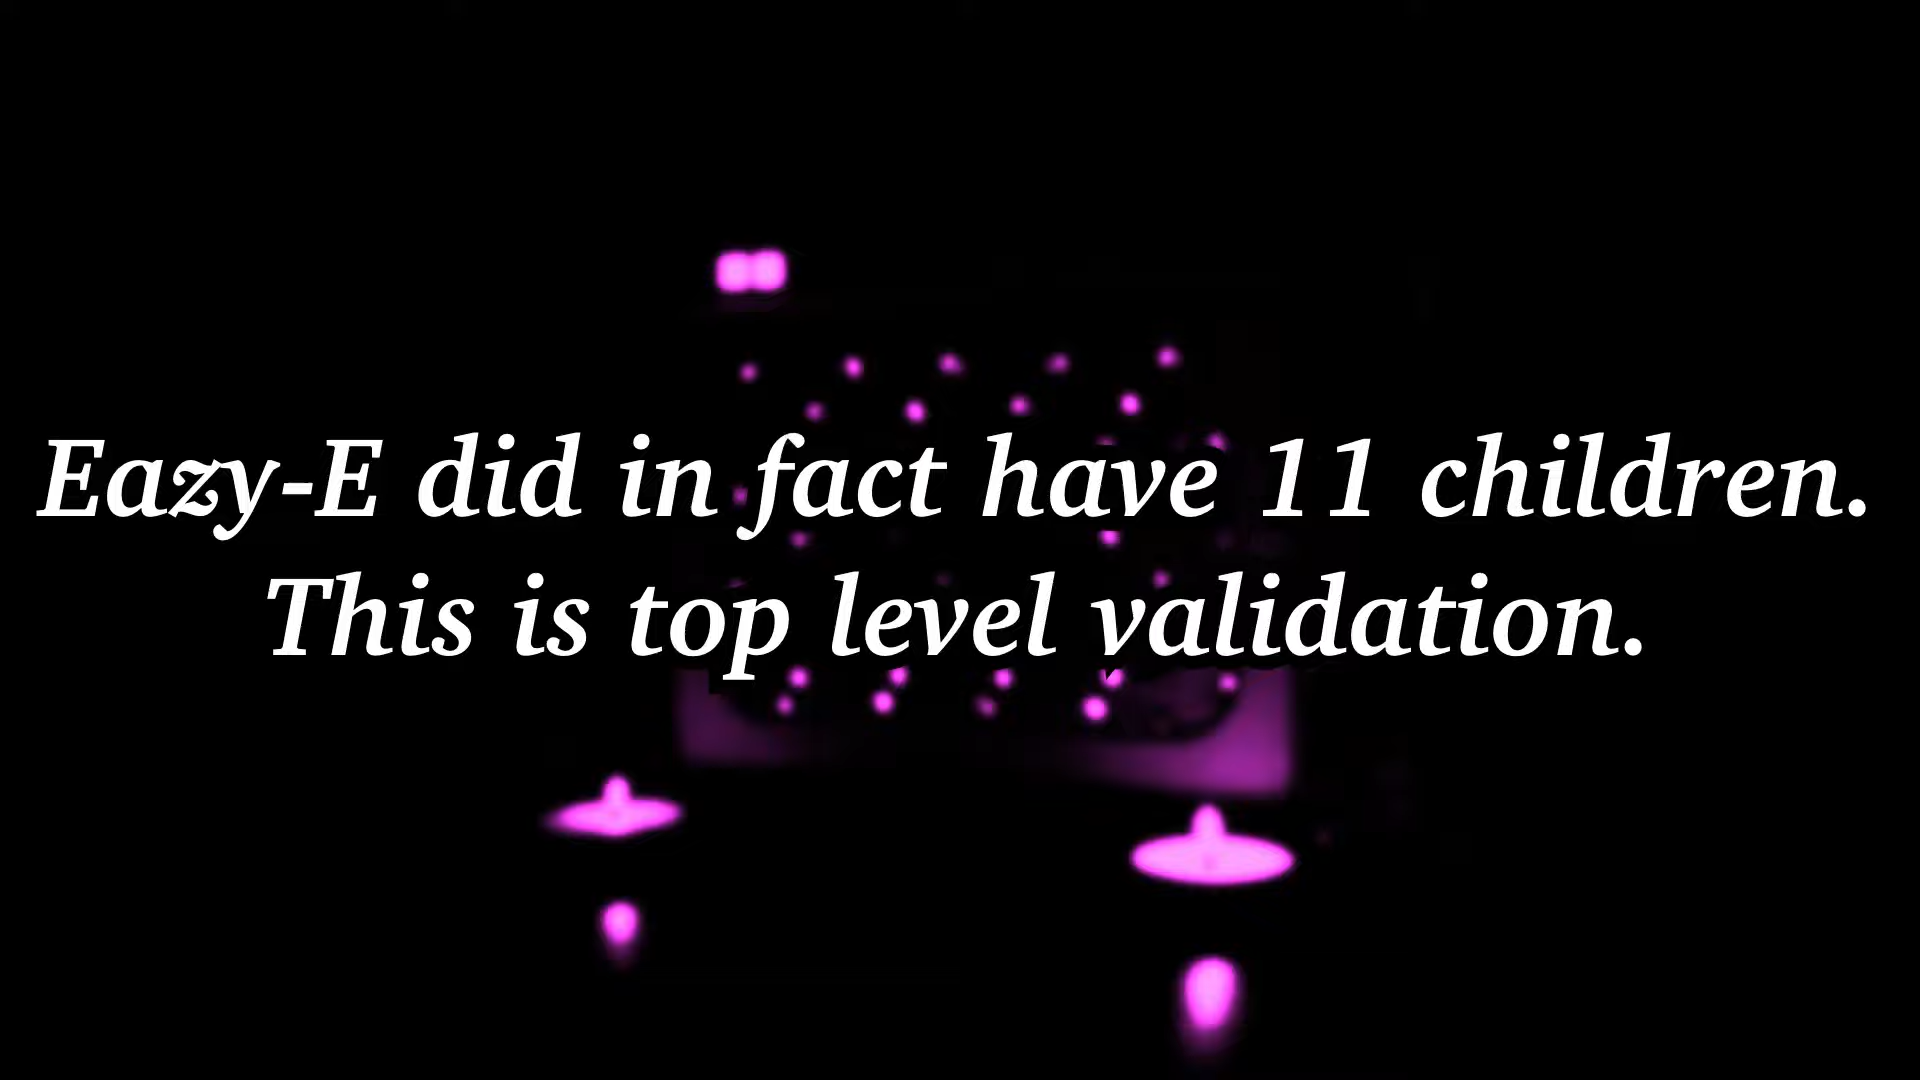 Eazy-E did in fact have 11 children.
This is top level validation.